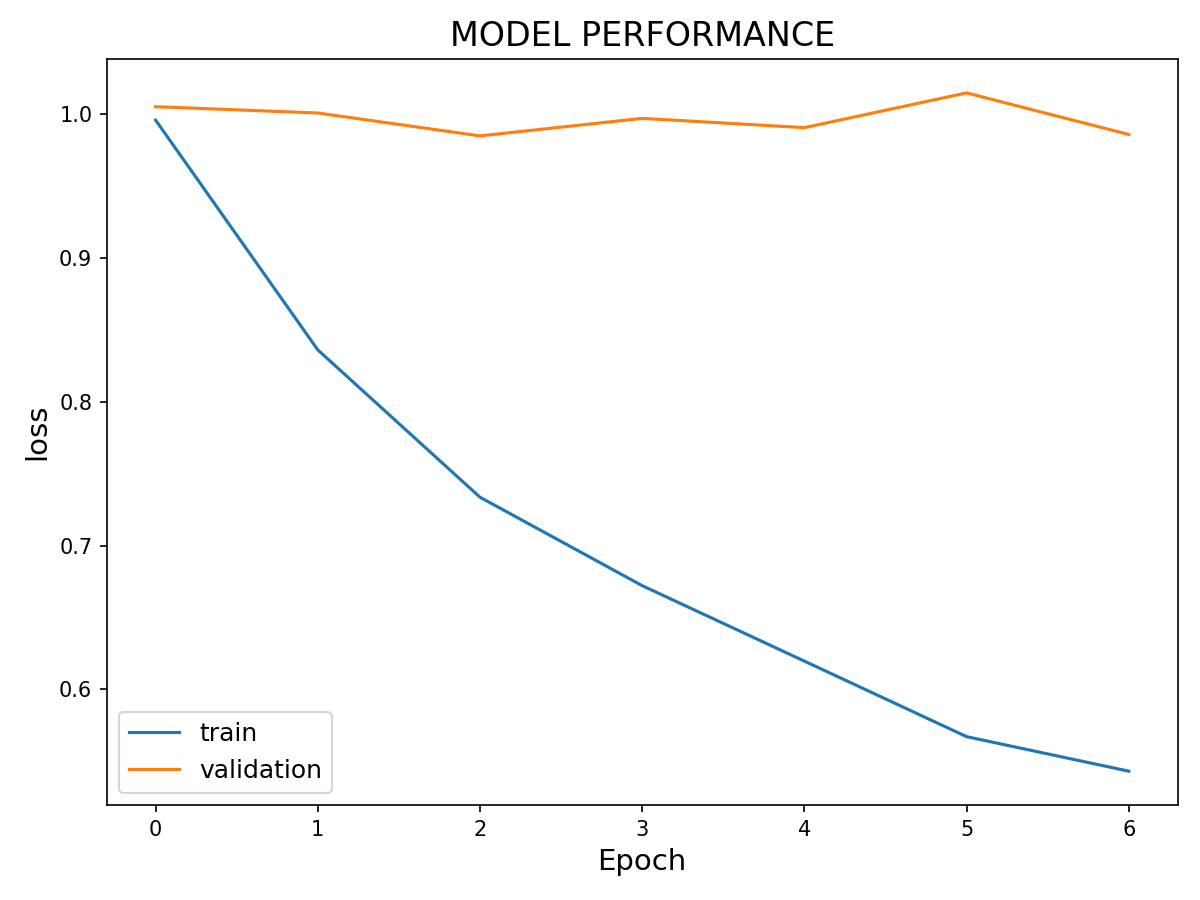 MODEL PERFORMANCE
1.0
0.9
0.8
0.7
0.6
loss
train
validation
0 1 2 3 4 5 6
Epoch